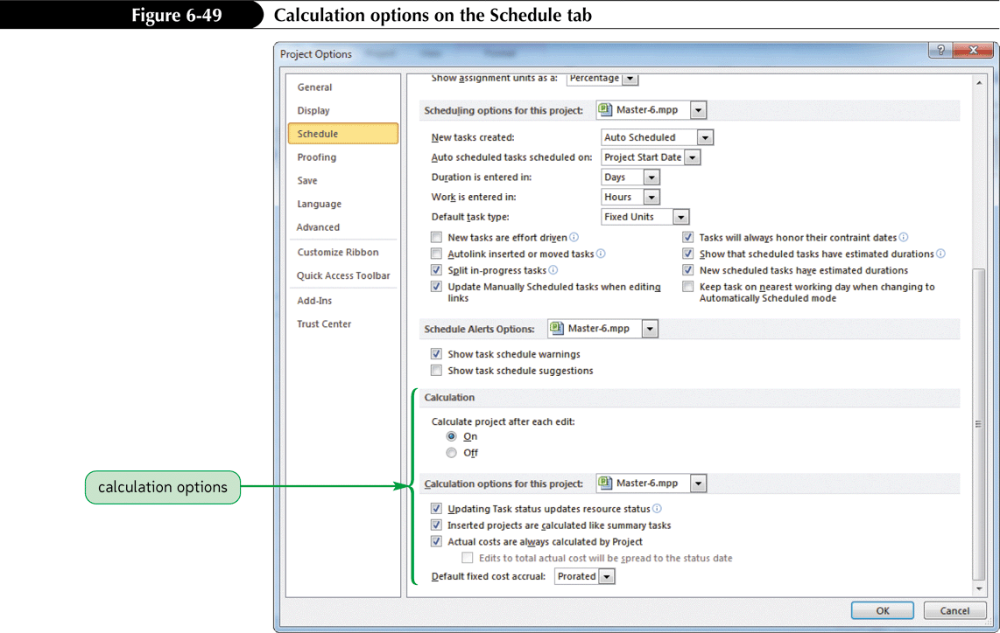 Figure 6-49 Calculation options on the Schedule tab
Project Options
General
Display
Schedule
Proofing
Save
Language
Advanced
Customize Ribbon
Quick Access Toolbar
Add-Ins
Trust Center
Show assignment units as a: Percentage
Scheduling options for this project: Master-6.mpp
New tasks created: Auto Scheduled
Auto scheduled tasks scheduled on: Project Start Date
Duration is entered in: Days
Work is entered in: Hours
Default task type: Fixed Units
New tasks are effort driven
Autolink inserted or moved tasks
Split in-progress tasks
Update Manually Scheduled tasks when editing
links
Tasks will always honor their contraint dates
Show that scheduled tasks have estimated durations
New scheduled tasks have estimated durations
Keep task on nearest working day when changing to
Automatically Scheduled mode
Schedule Alerts Options: Master-6.mpp
Show task schedule warnings
Show task schedule suggestions
Calculation
Calculate project after each edit:
On
Off
calculation options
Calculation options for this project: Master-6.mpp
Updating Task status updates resource status
Inserted projects are calculated like summary tasks
Actual costs are always calculated by Project
Edits to total actual cost will be spread to the status date
Default fixed cost accrual: Prorated
OK Cancel